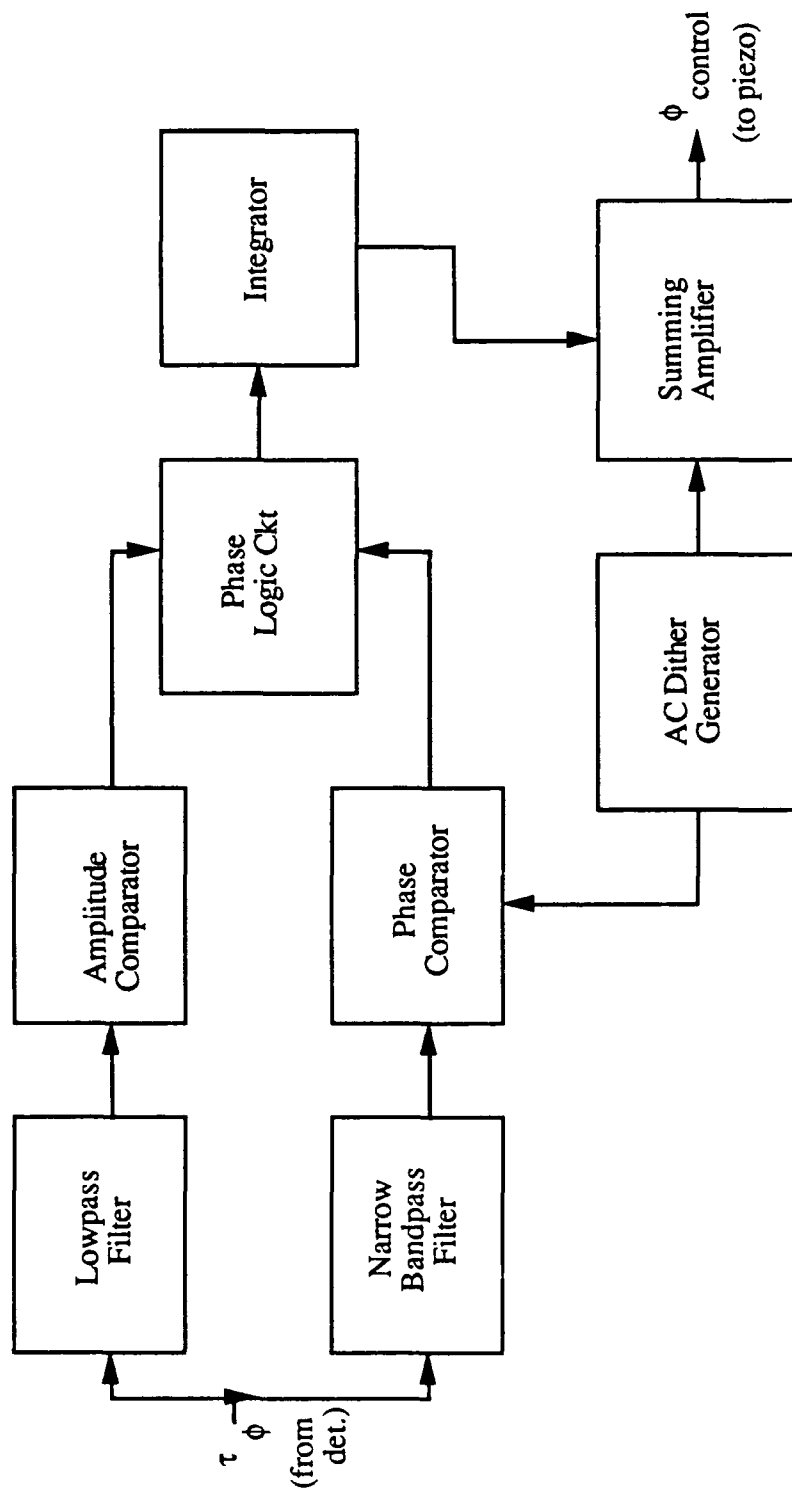 Lowpass
Filter
Amplitude
Comparator
τ
ϕ
(from
det.)
Phase
Logic Ckt
Integrator
Narrow
Bandpass
Filter
Phase
Comparator
AC Dither
Generator
Summing
Amplifier
ϕ control
(to piezo)